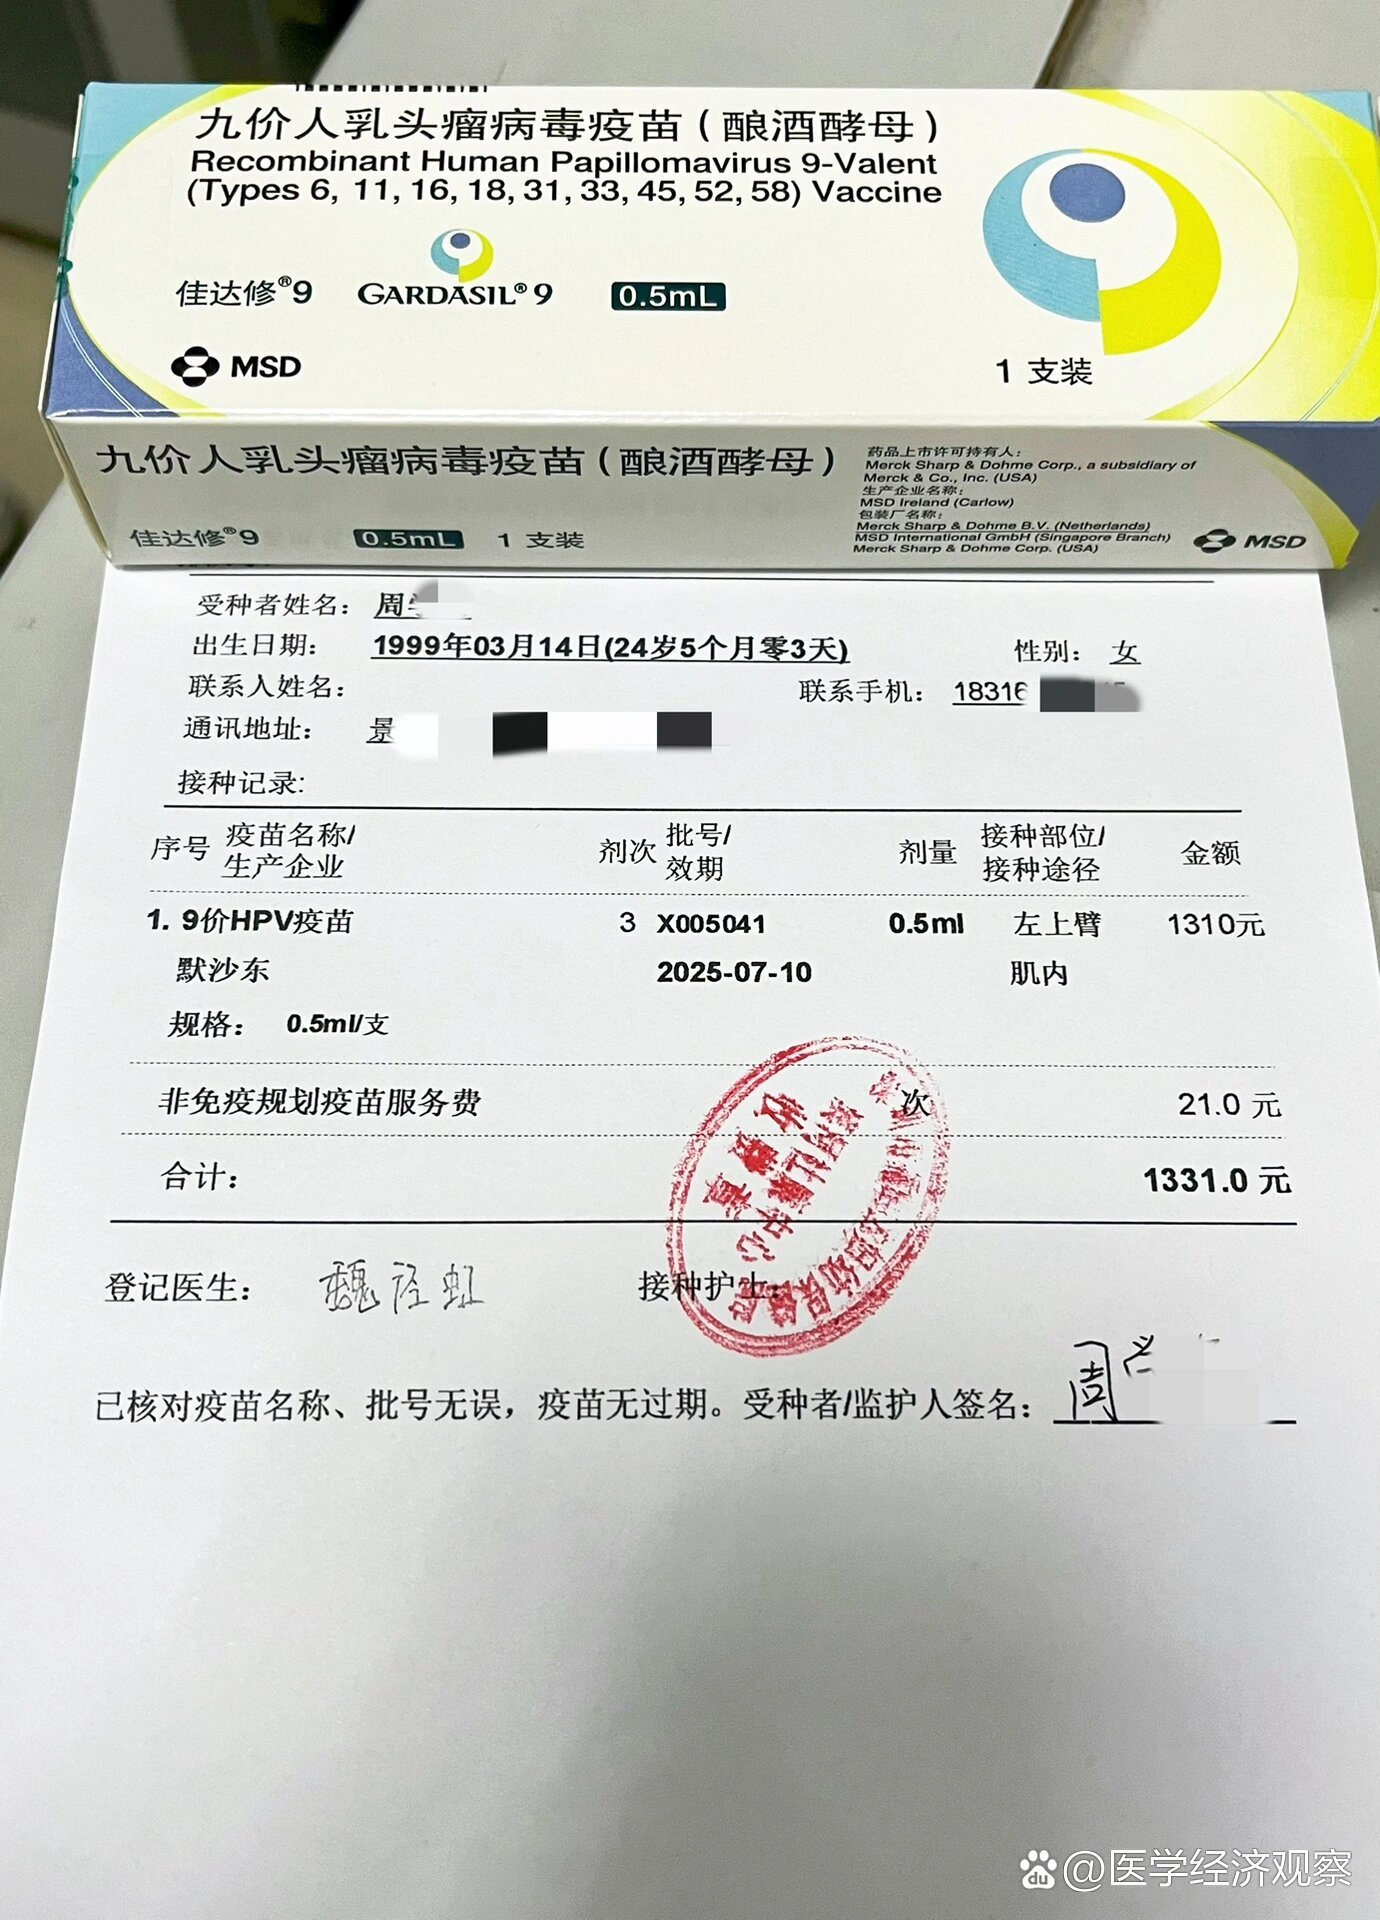 九价人乳头瘤病毒疫苗(酿酒酵母)
Recombinant Human Papillomavirus 9-Valent
(Types 6, 11, 16, 18, 31, 33, 45, 52, 58) Vaccine
佳达修®9 GARDASIL®9 0.5mL
MSD
1 支装
九价人乳头瘤病毒疫苗(酿酒酵母)
佳达修®9 0.5mL 1 支装
药品上市许可持有人:
Merck Sharp & Dohme Corp., a subsidiary of
Merck & Co., Inc. (USA)
生产企业名称:
MSD Ireland (Carlow)
包装厂名称:
Merck Sharp & Dohme B.V. (Netherlands)
MSD International GmbH (Singapore Branch)
Merck Sharp & Dohme Corp. (USA)
MSD
受种者姓名: 周
出生日期: 1999年03月14日(24岁5个月零3天) 性别: 女
联系人姓名: 联系手机: 18316
通讯地址: 景
接种记录:
序号 疫苗名称/生产企业 剂次 批号/效期 剂量 接种部位/接种途径 金额
1. 9价HPV疫苗 3 X005041 0.5ml 左上臂 1310元
默沙东 2025-07-10 肌内
规格: 0.5ml/支
非免疫规划疫苗服务费 次 21.0 元
合计: 1331.0 元
登记医生: 接种护士:
已核对疫苗名称、批号无误，疫苗无过期。受种者/监护人签名: 周
du @医学经济观察